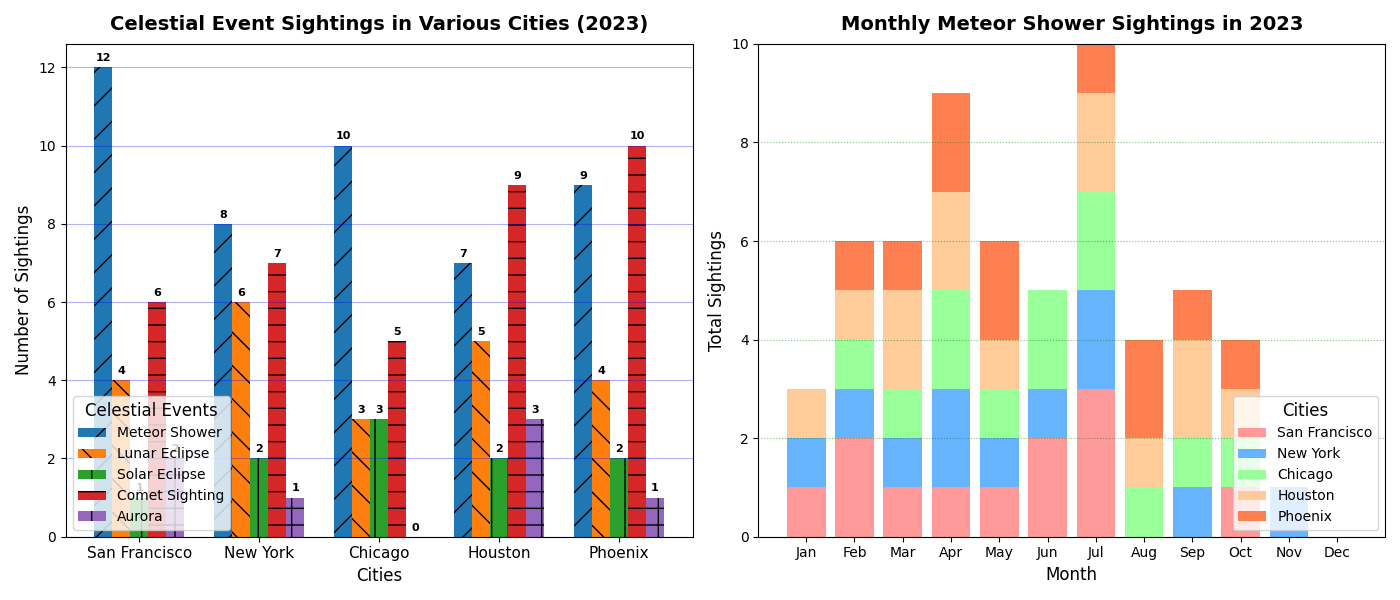 Celestial Event Sightings in Various Cities (2023)
Number of Sightings
12
10
8
6
4
2
0
12
4
1
6
2
8
6
2
7
1
10
3
3
5
0
7
5
2
9
3
9
4
2
10
1
Celestial Events
Meteor Shower
Lunar Eclipse
Solar Eclipse
Comet Sighting
Aurora
San Francisco New York Chicago Houston Phoenix
Cities
Monthly Meteor Shower Sightings in 2023
Total Sightings
10
8
6
4
2
0
Cities
San Francisco
New York
Chicago
Houston
Phoenix
Jan Feb Mar Apr May Jun Jul Aug Sep Oct Nov Dec
Month